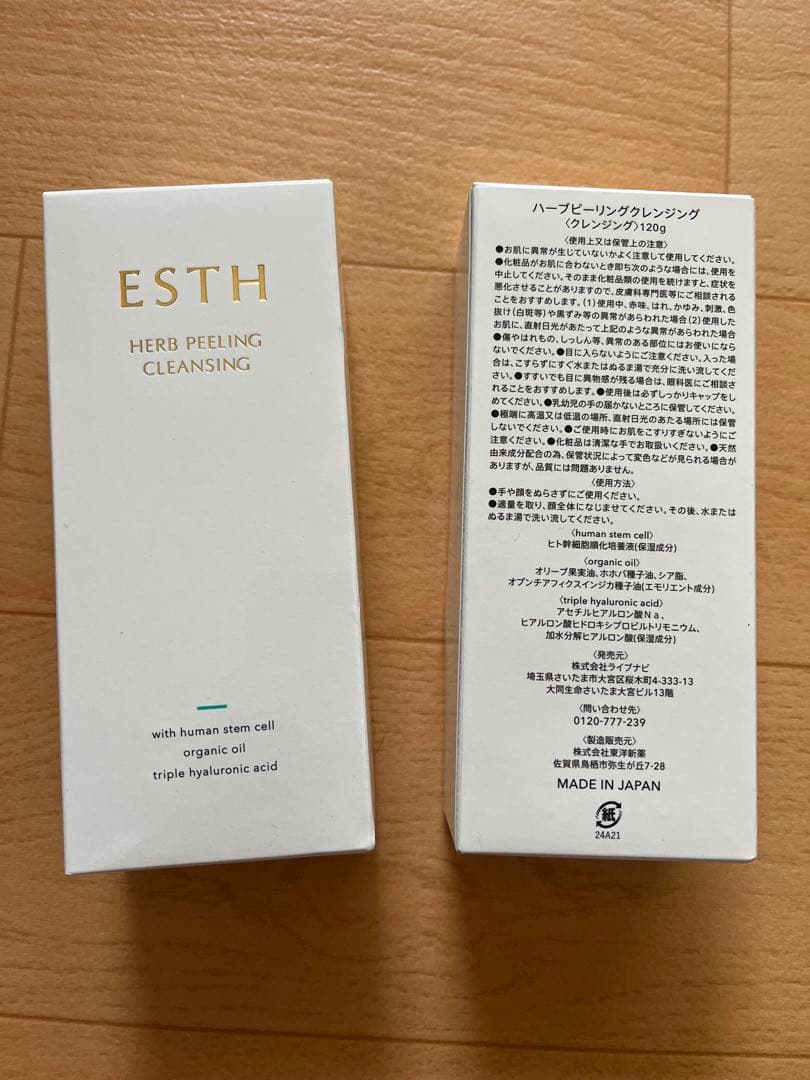 ESTH
HERB PEELING
CLEANSING
with human stem cell
organic oil
triple hyaluronic acid
ハーブピーリングクレンジング
〈クレンジング〉120g
〈使用上又は保管上の注意〉
●お肌に異常が生じていないかよく注意して使用してください。
●化粧品がお肌に合わないとき即ち次のような場合には、使用を
中止してください。そのまま化粧品類の使用を続けますと、症状を
悪化させることがありますので、皮膚科専門医等にご相談される
ことをおすすめします。(1)使用中、赤味、はれ、かゆみ、刺激、色
抜け(白斑等)や黒ずみ等の異常があらわれた場合(2)使用した
お肌に、直射日光があたって上記のような異常があらわれた場合
●傷やはれもの、しっしん等、異常のある部位にはお使いになら
ないでください。●目に入らないようにご注意ください。入った場
合は、こすらずにすぐ水またはぬるま湯で充分に洗い流してくだ
さい。●すすいでも目に異物感が残る場合は、眼科医にご相談さ
れることをおすすめします。●使用後は必ずしっかりキャップをし
めてください。●乳幼児の手の届かないところに保管してください。
●極端に高温又は低温の場所、直射日光のあたる場所には保管
しないでください。●ご使用時にお肌をこすりすぎないようにご
注意ください。●化粧品は清潔な手でお取扱いください。●天然
由来成分配合の為、保管状況によって変色などが見られる場合が
ありますが、品質には問題ありません。
〈使用方法〉
●手や顔をぬらさずにご使用ください。
●適量を取り、顔全体になじませてください。その後、水または
ぬるま湯で洗い流してください。
〈human stem cell〉
ヒト幹細胞順化培養液(保湿成分)
〈organic oil〉
オリーブ果実油、ホホバ種子油、シア脂、
オプンチアフィクスインジカ種子油(エモリエント成分)
〈triple hyaluronic acid〉
アセチルヒアルロン酸Na、
ヒアルロン酸ヒドロキシプロピルトリモニウム、
加水分解ヒアルロン酸(保湿成分)
〈発売元〉
株式会社ライブナビ
埼玉県さいたま市大宮区桜木町4-333-13
大同生命さいたま大宮ビル13階
〈問い合わせ先〉
0120-777-239
〈製造販売元〉
株式会社東洋新薬
佐賀県鳥栖市弥生が丘7-28
MADE IN JAPAN
紙
24A21